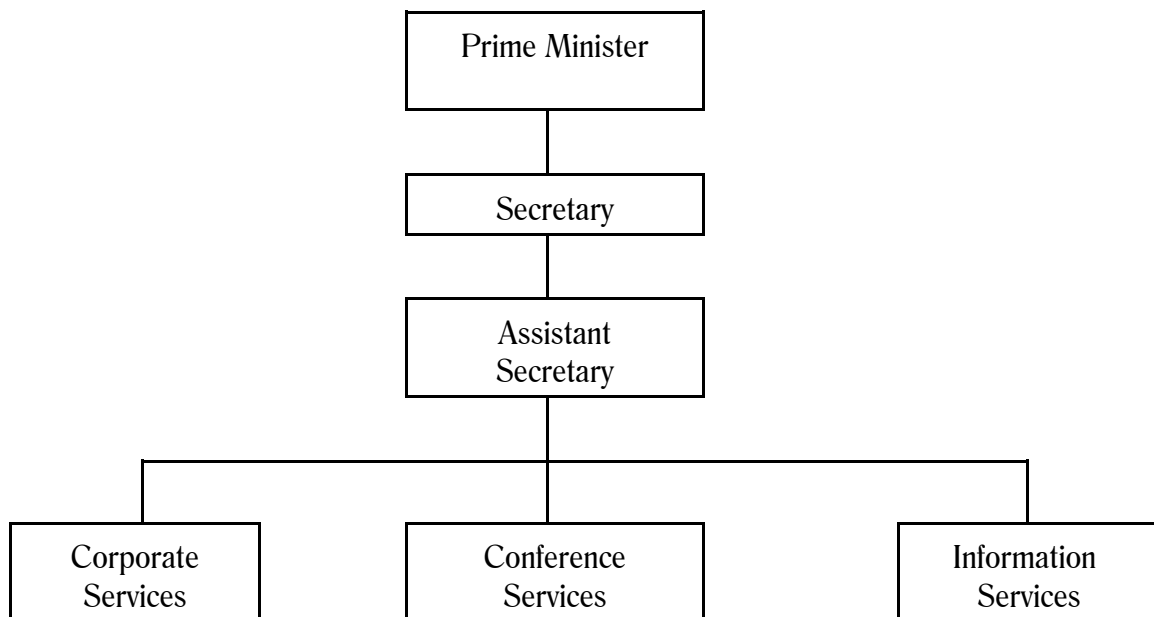 Prime Minister
Secretary
Assistant
Secretary
Corporate
Services
Conference
Services
Information
Services